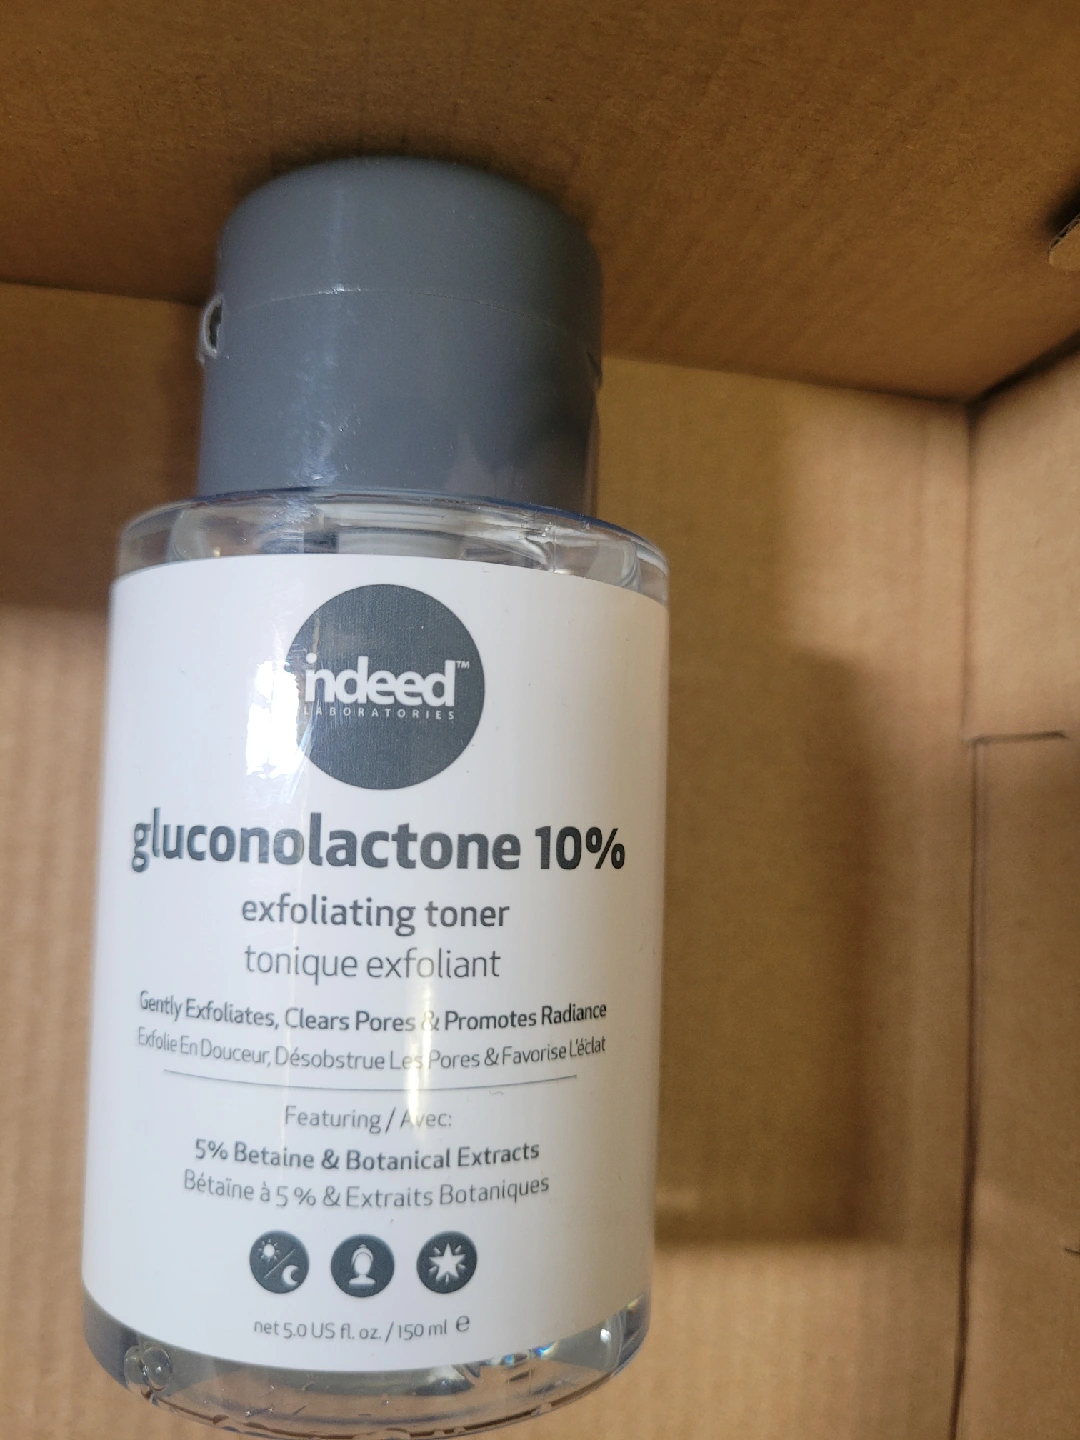 indeed™
LABORATORIES
gluconolactone 10%
exfoliating toner
tonique exfoliant
Gently Exfoliates, Clears Pores & Promotes Radiance
Exfolie En Douceur, Désobstrue Les Pores & Favorise L'éclat
Featuring / Avec:
5% Betaine & Botanical Extracts
Bétaïne à 5 % & Extraits Botaniques
net 5.0 US fl. oz. / 150 ml ℮